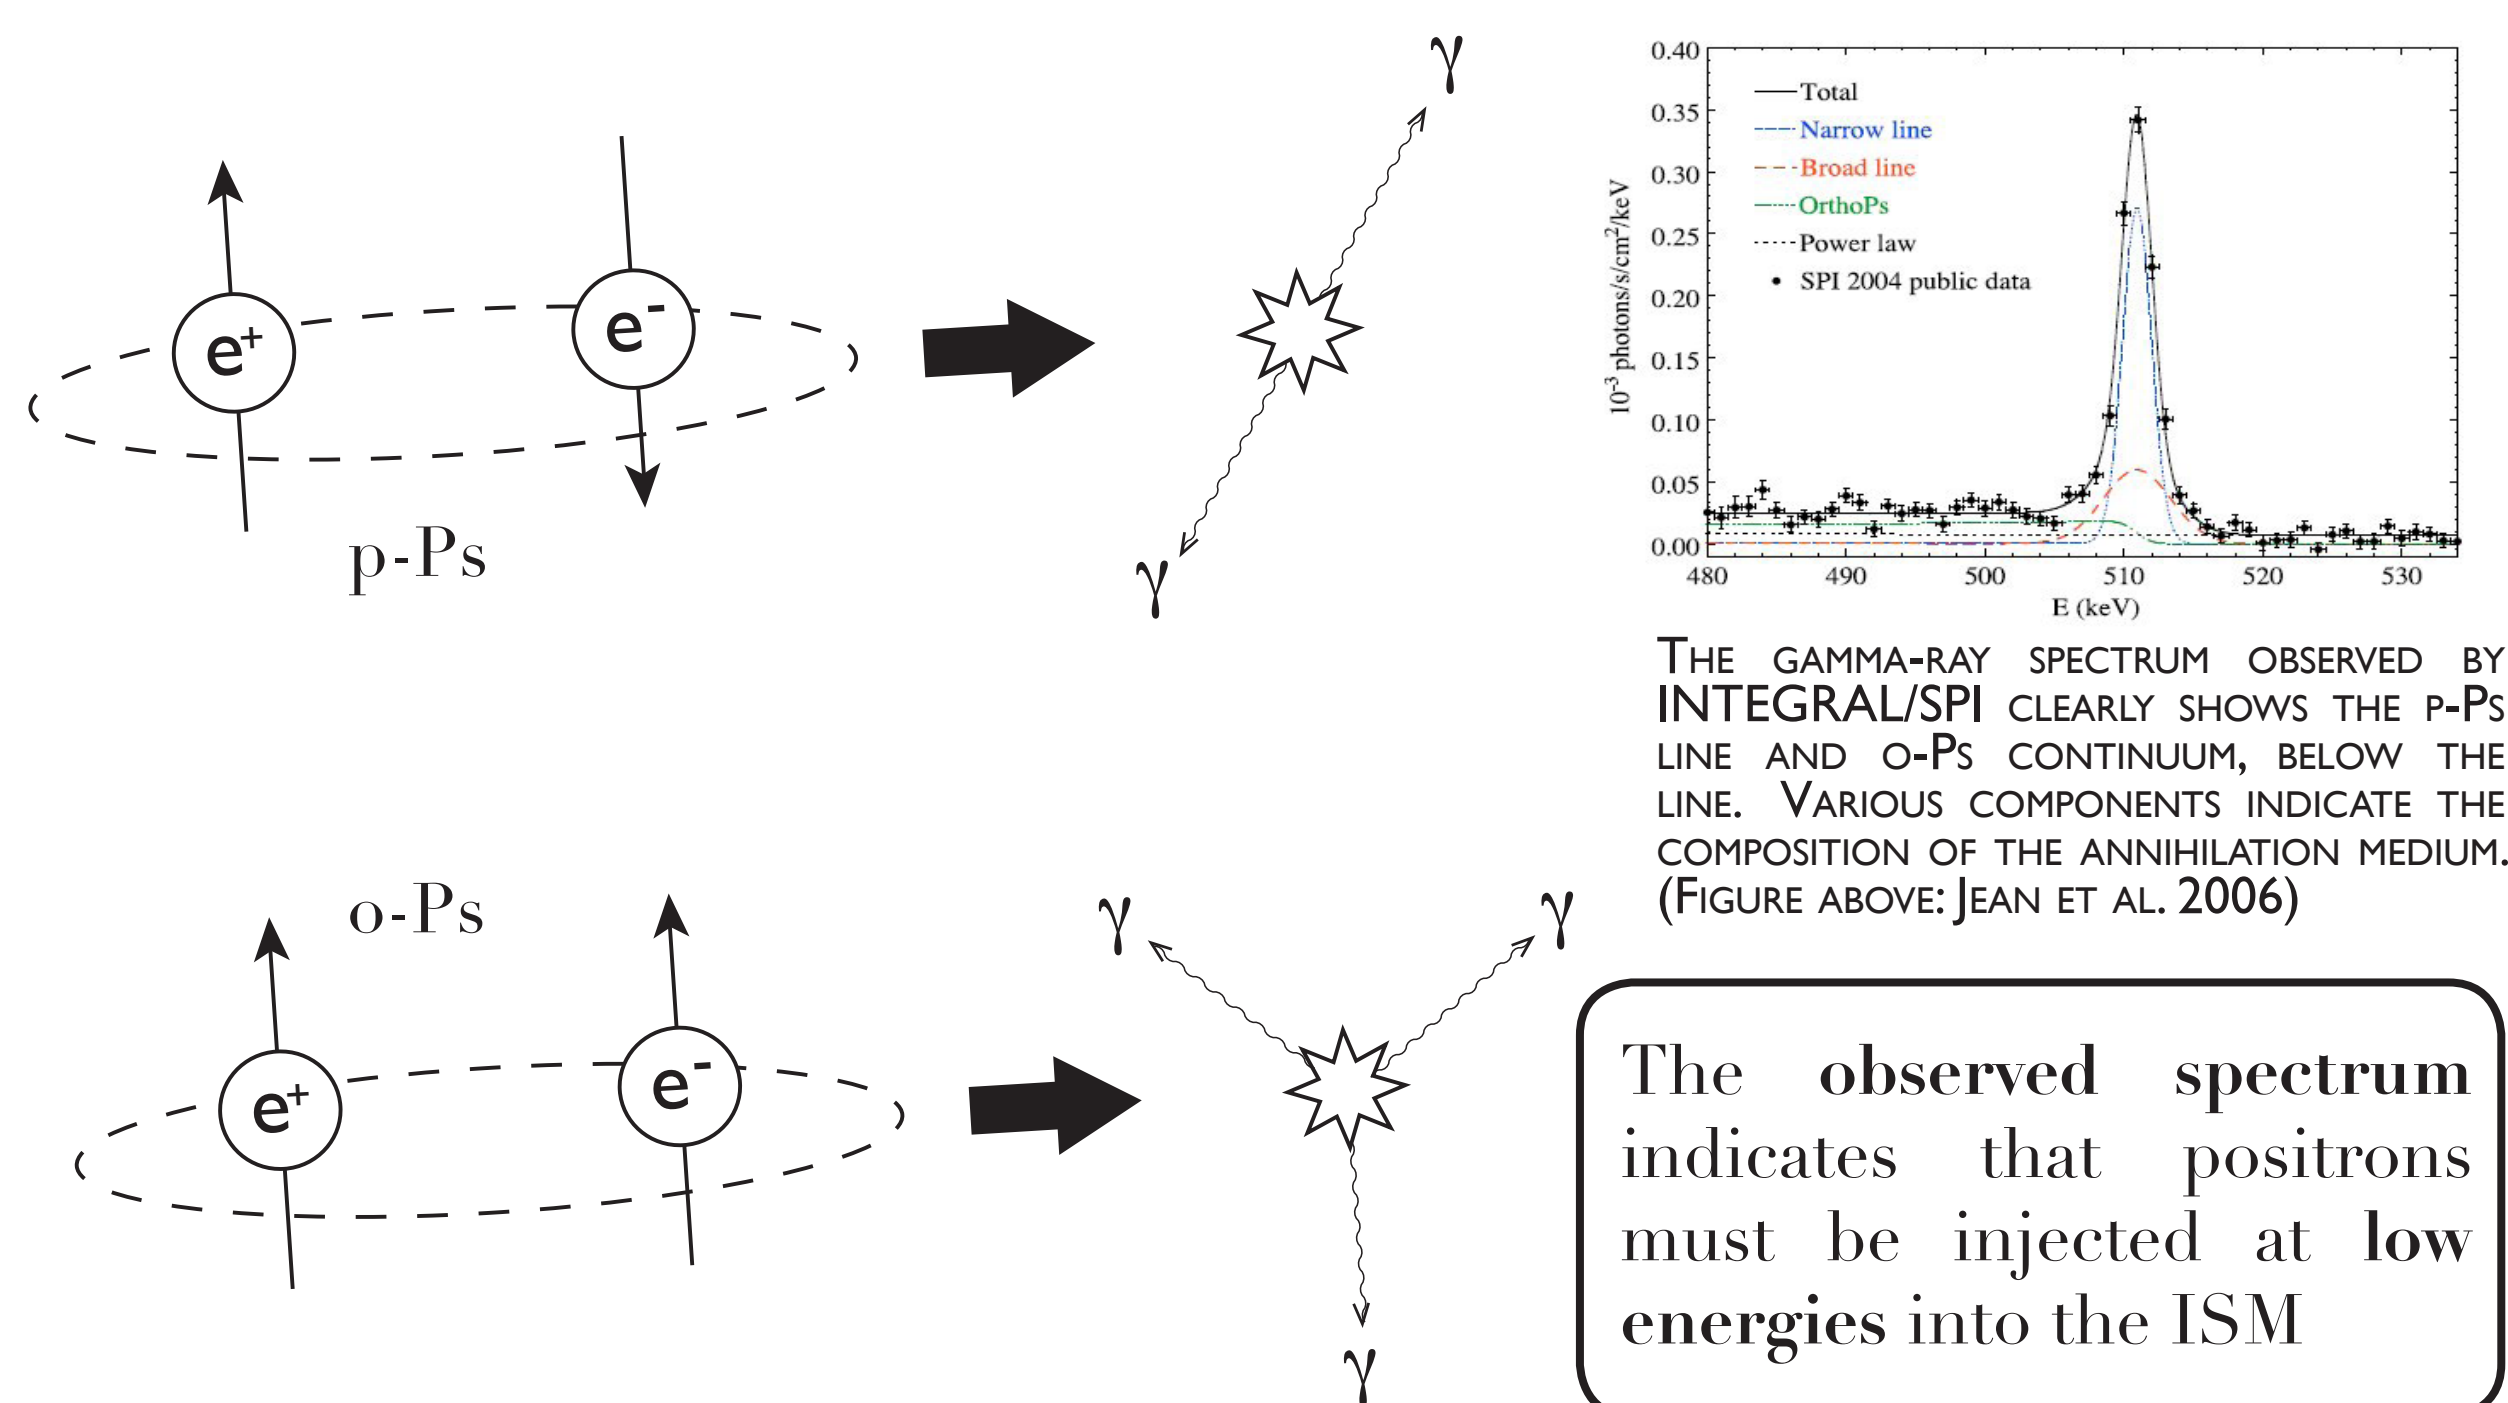 γ
e+
e-
γ
p-Ps
o-Ps
γ
γ
e+
e-
γ
0.40
0.35
0.30
0.25
0.20
0.15
0.10
0.05
0.00
10-3 photons/s/cm2/keV
Total
Narrow line
Broad line
OrthoPs
Power law
SPI 2004 public data
480 490 500 510 520 530
E (keV)
THE GAMMA-RAY SPECTRUM OBSERVED BY
INTEGRAL/SPI CLEARLY SHOWS THE P-PS
LINE AND O-PS CONTINUUM, BELOW THE
LINE. VARIOUS COMPONENTS INDICATE THE
COMPOSITION OF THE ANNIHILATION MEDIUM.
(FIGURE ABOVE: JEAN ET AL. 2006)
The observed spectrum
indicates that positrons
must be injected at low
energies into the ISM